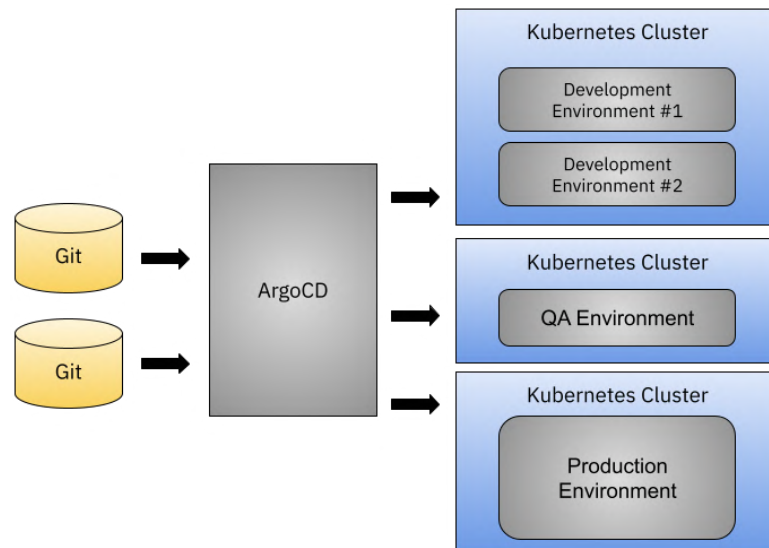 Git
Git
ArgoCD
Kubernetes Cluster
Development
Environment #1
Development
Environment #2
Kubernetes Cluster
QA Environment
Kubernetes Cluster
Production
Environment